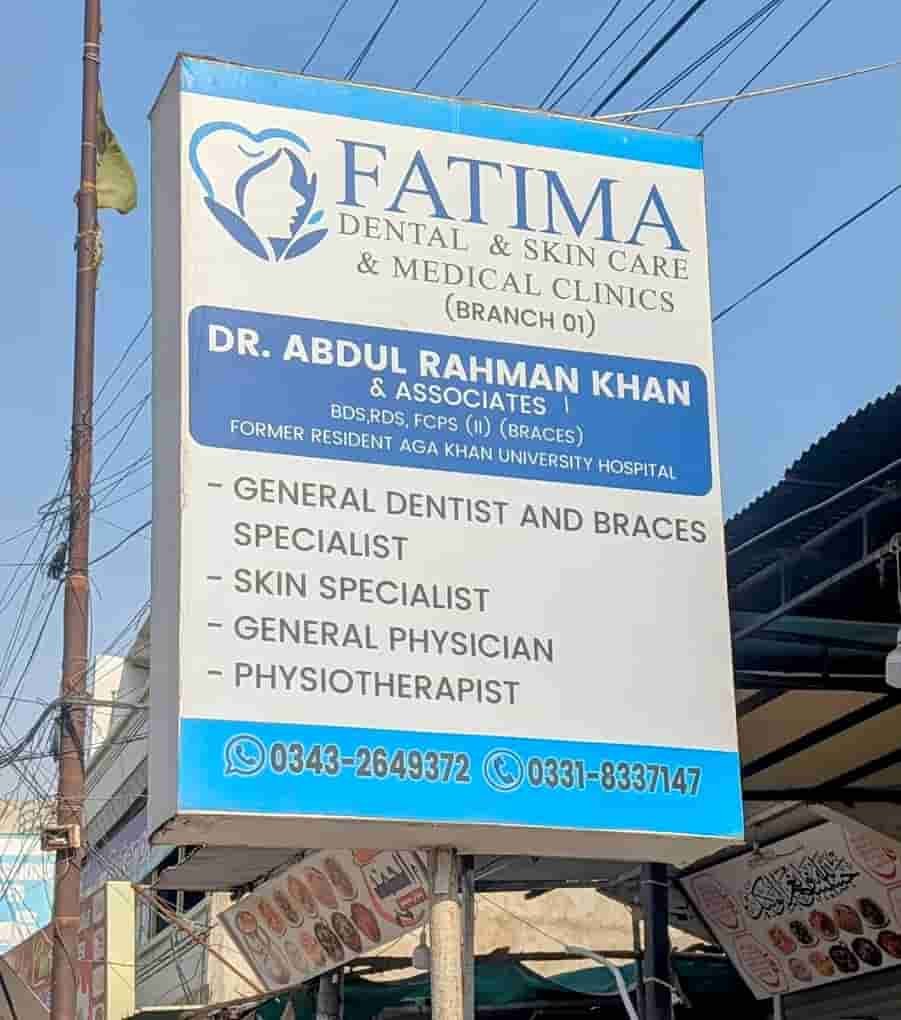 FATIMA
DENTAL & SKIN CARE
& MEDICAL CLINICS
(BRANCH 01)
DR. ABDUL RAHMAN KHAN
& ASSOCIATES
BDS,RDS, FCPS (II) (BRACES)
FORMER RESIDENT AGA KHAN UNIVERSITY HOSPITAL
- GENERAL DENTIST AND BRACES
SPECIALIST
- SKIN SPECIALIST
- GENERAL PHYSICIAN
- PHYSIOTHERAPIST
0343-2649372 0331-8337147